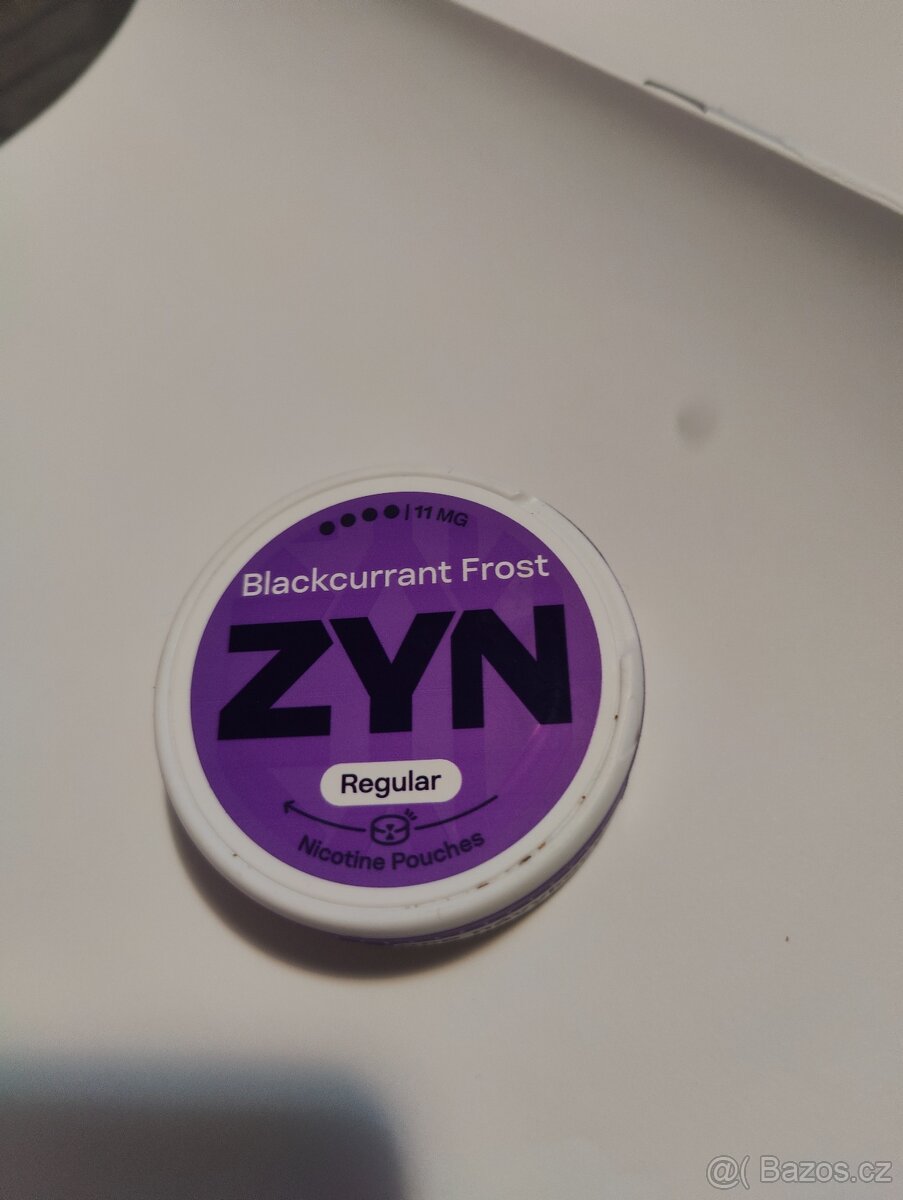 | 11 MG
Blackcurrant Frost
ZYN
Regular
Nicotine Pouches
@( Bazos.cz